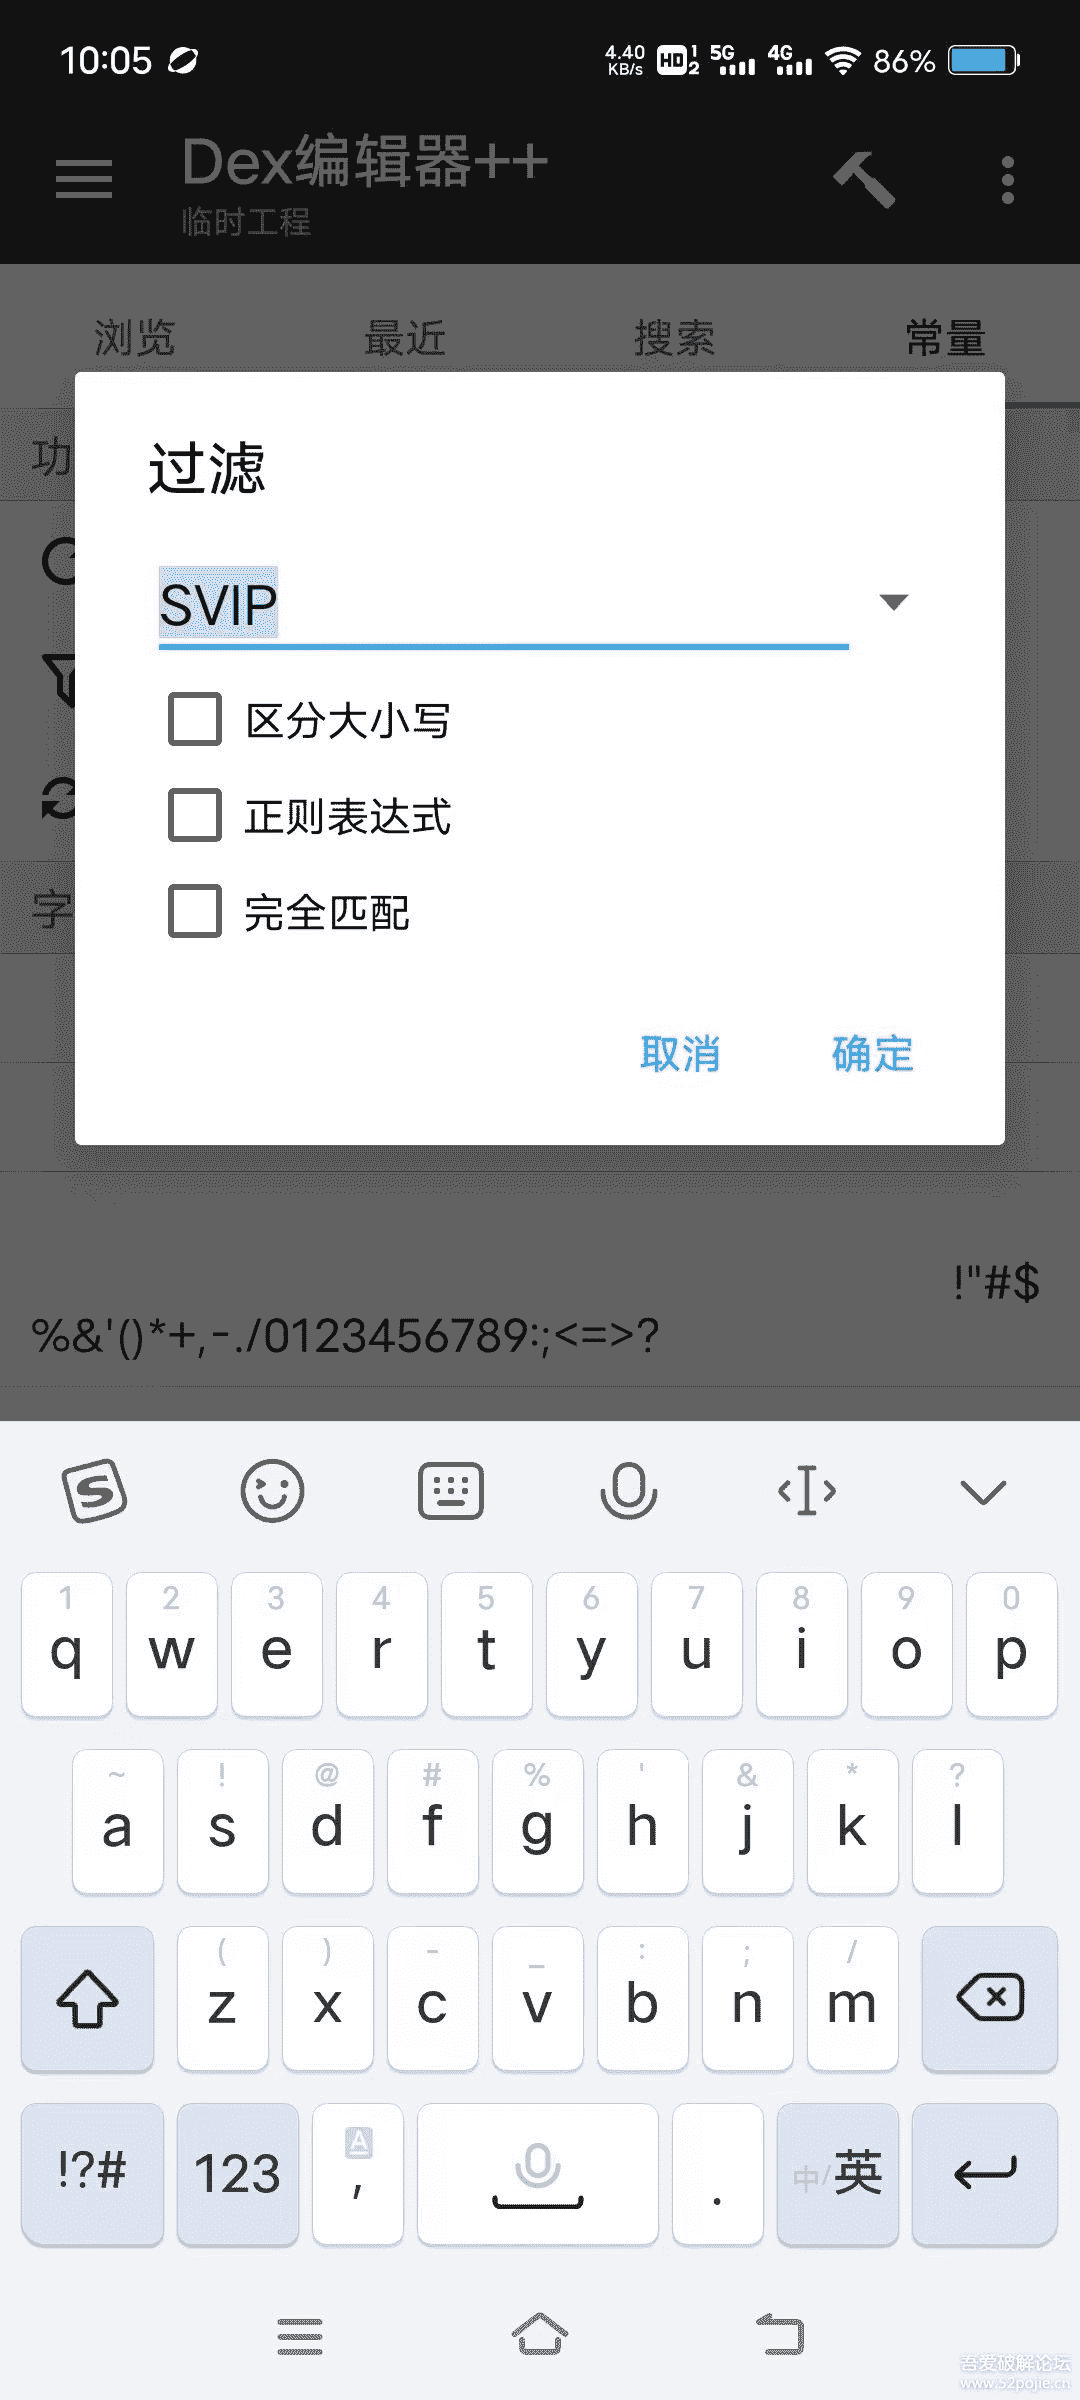 10:05
4.40 KB/s HD 1 2 5G 4G 86%
Dex编辑器++
临时工程
浏览 最近 搜索 常量
功
过滤
SVIP
区分大小写
正则表达式
完全匹配
字
取消 确定
!"#$
%&'()*+,-./0123456789:;<=>?
1 2 3 4 5 6 7 8 9 0
q w e r t y u i o p
~ ! @ # % ' & * ?
a s d f g h j k l
( ) - _ : ; /
z x c v b n m
!?# 123 A , . 中/英
吾爱破解论坛
www.52pojie.cn